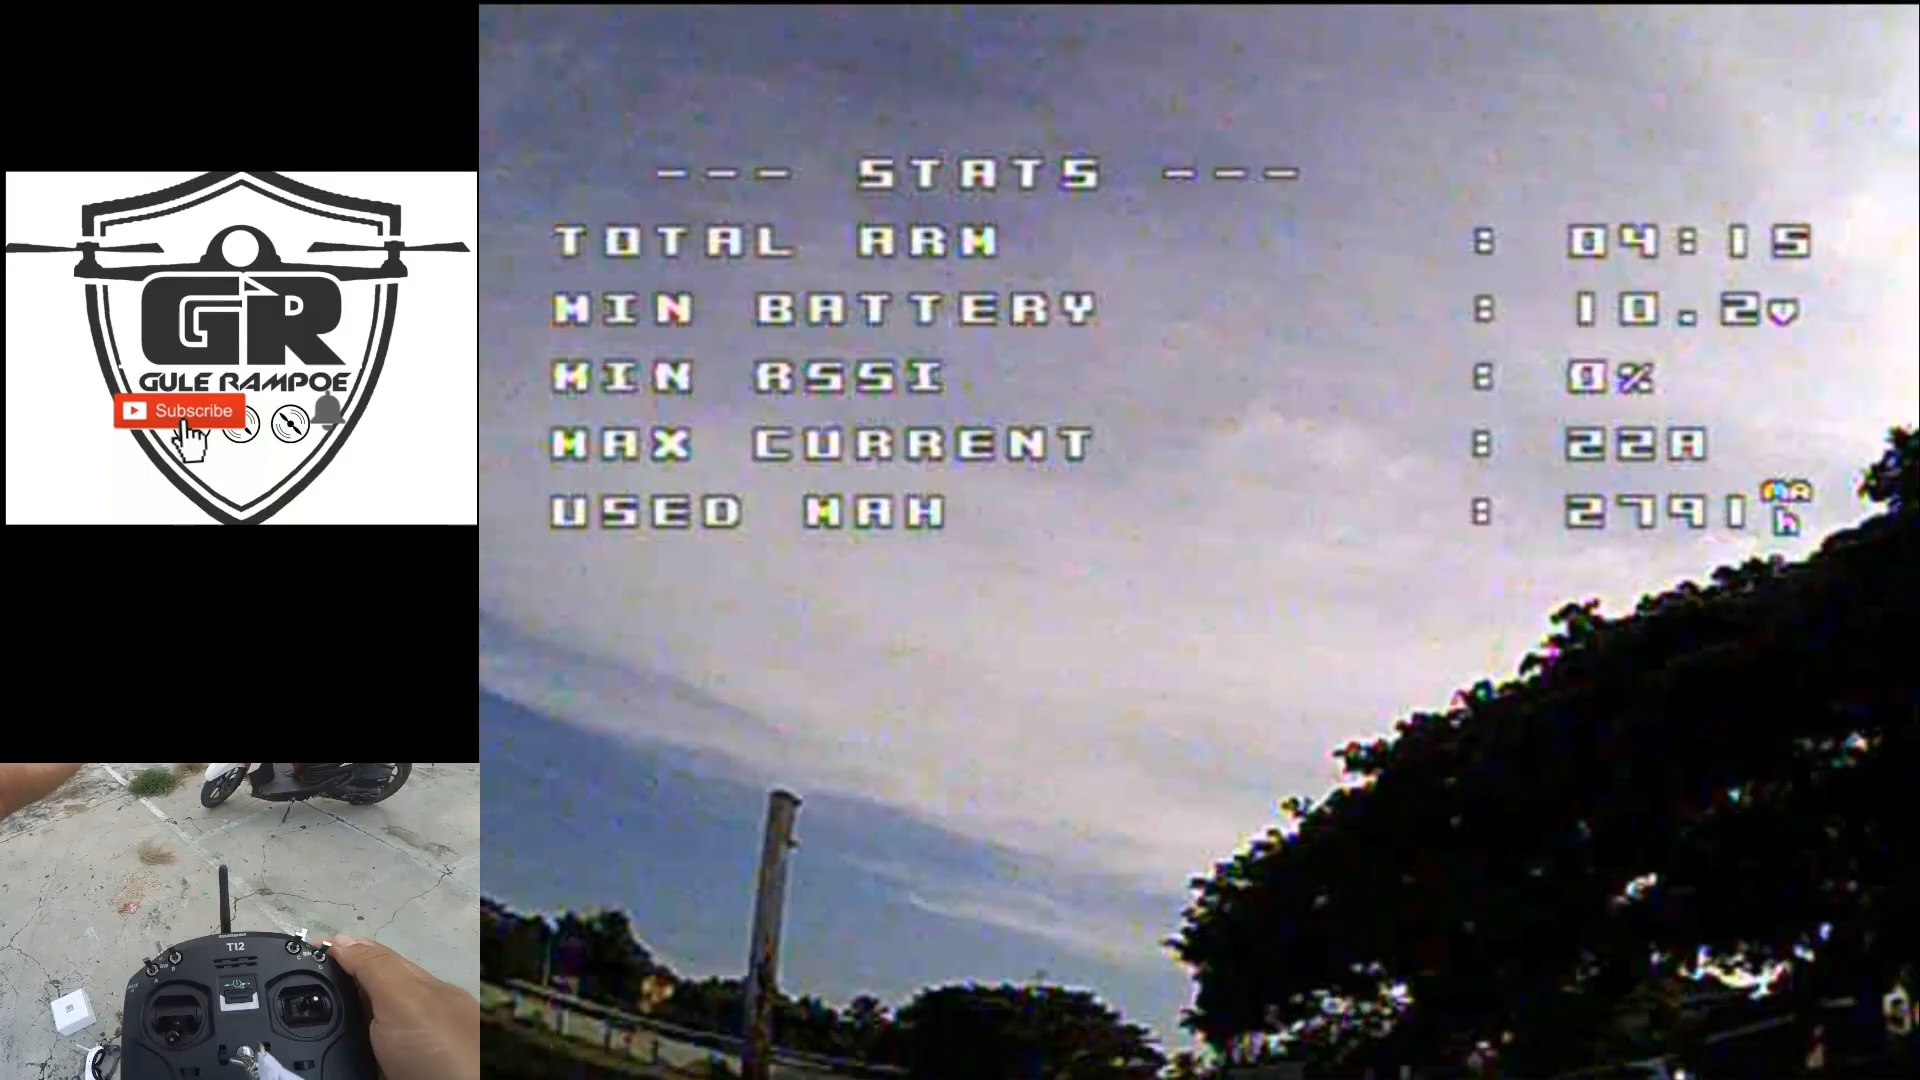 --- STATS ---
TOTAL ARM : 04:15
MIN BATTERY : 10.2v
MIN RSSI : 0%
MAX CURRENT : 22A
USED MAH : 2791mAh
GR
GULE RAMPOE
Subscribe
T12